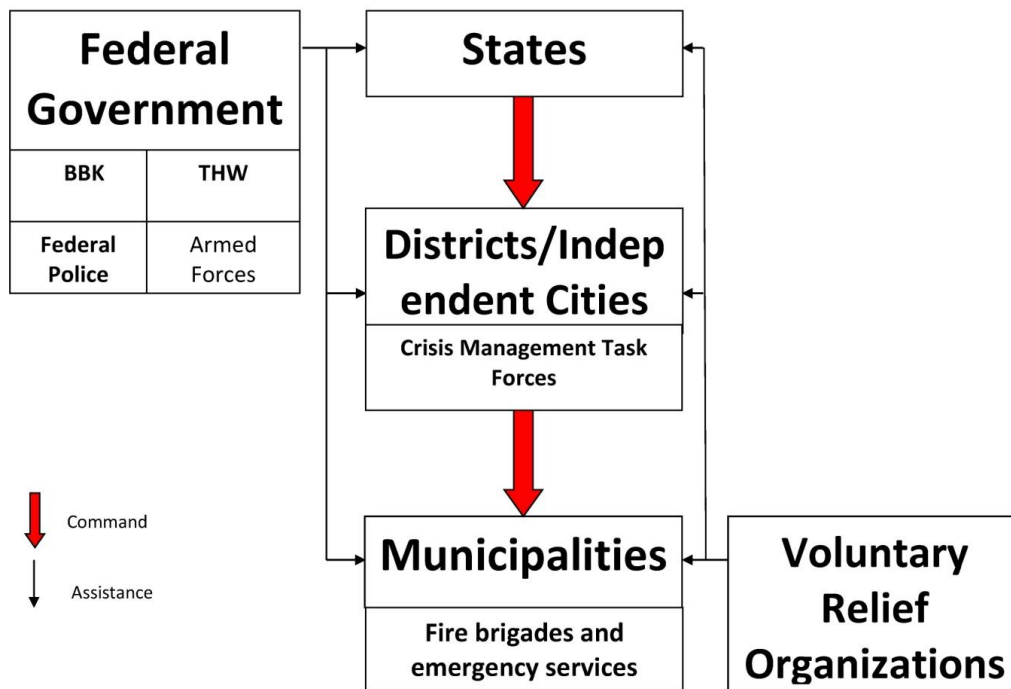 Federal
Government
BBK
THW
Federal
Police
Armed
Forces
States
Districts/Indep
endent Cities
Crisis Management Task
Forces
Municipalities
Fire brigades and
emergency services
Voluntary
Relief
Organizations
Command
Assistance